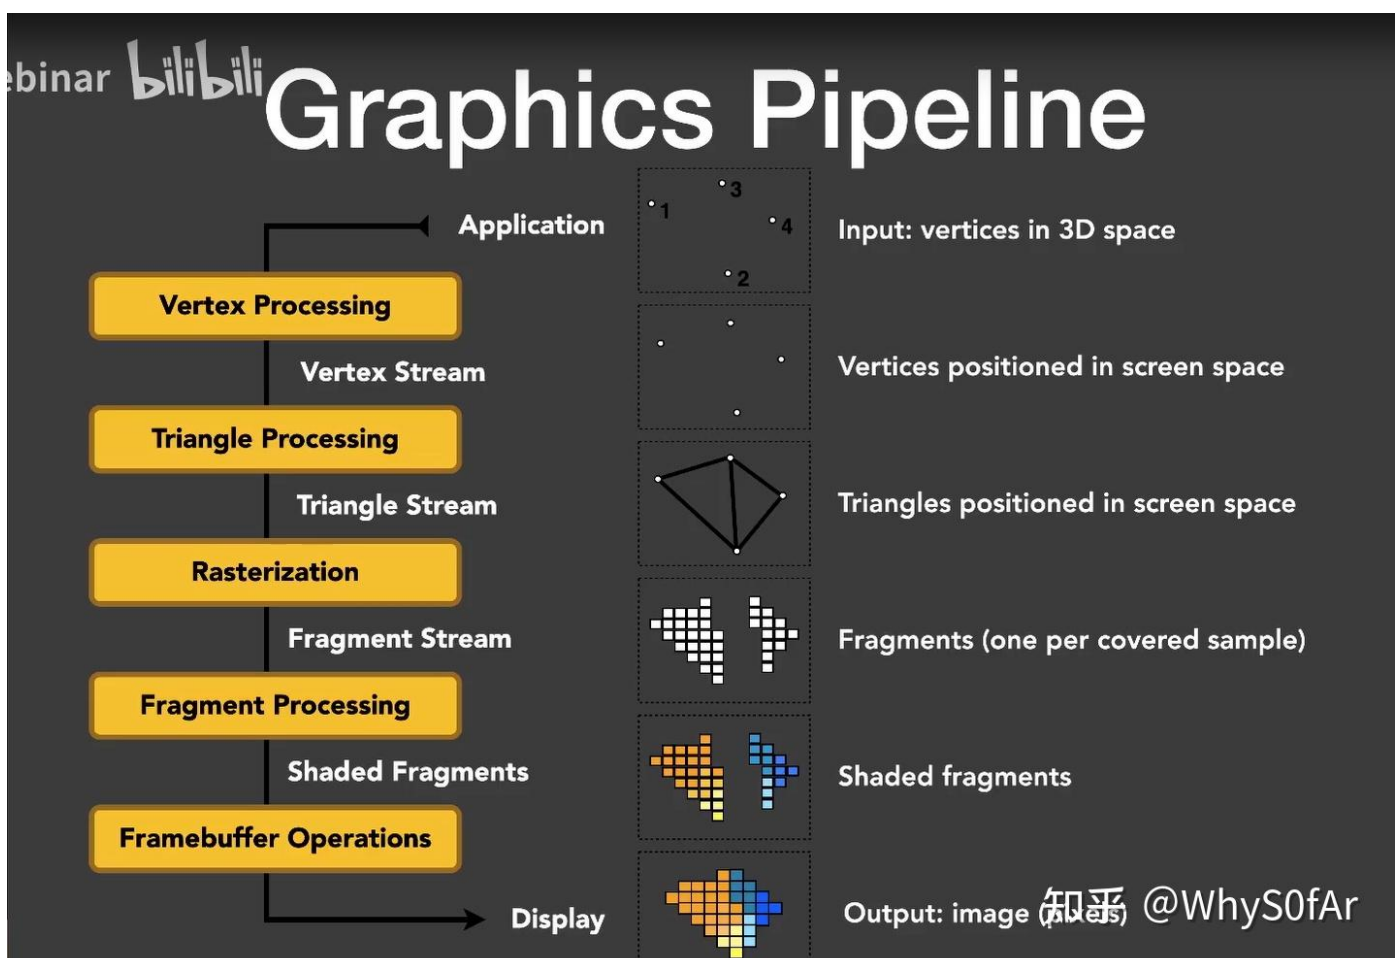 ebinar bilibili
Graphics Pipeline
Application
3
1
4
2
Input: vertices in 3D space
Vertex Processing
Vertex Stream
Vertices positioned in screen space
Triangle Processing
Triangle Stream
Triangles positioned in screen space
Rasterization
Fragment Stream
Fragments (one per covered sample)
Fragment Processing
Shaded Fragments
Shaded fragments
Framebuffer Operations
Display
Output: image (pixels)
知乎 @WhyS0fAr